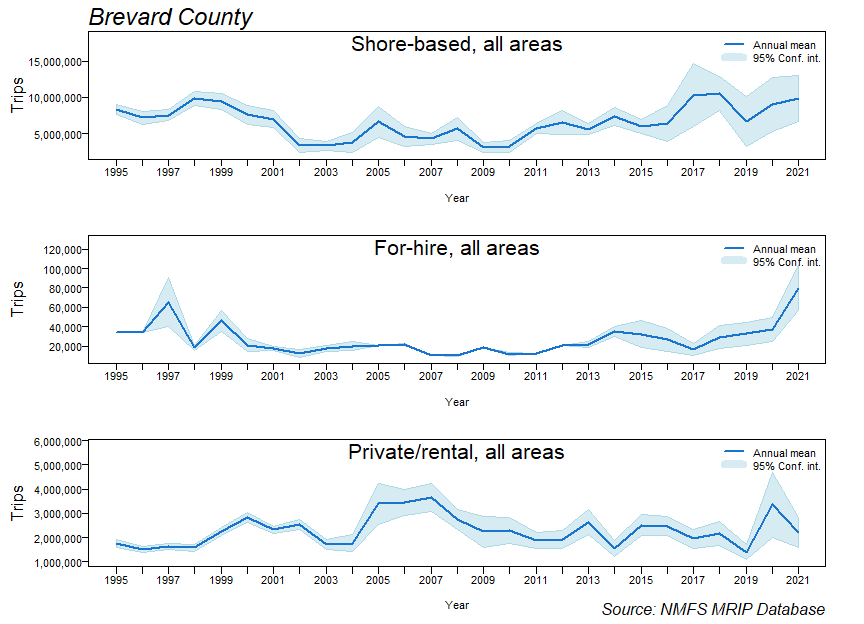 Brevard County
Shore-based, all areas
Annual mean
95% Conf. int.
Trips
15,000,000
10,000,000
5,000,000
1995 1997 1999 2001 2003 2005 2007 2009 2011 2013 2015 2017 2019 2021
Year
For-hire, all areas
Annual mean
95% Conf. int.
Trips
120,000
100,000
80,000
60,000
40,000
20,000
1995 1997 1999 2001 2003 2005 2007 2009 2011 2013 2015 2017 2019 2021
Year
Private/rental, all areas
Annual mean
95% Conf. int.
Trips
6,000,000
5,000,000
4,000,000
3,000,000
2,000,000
1,000,000
1995 1997 1999 2001 2003 2005 2007 2009 2011 2013 2015 2017 2019 2021
Year
Source: NMFS MRIP Database